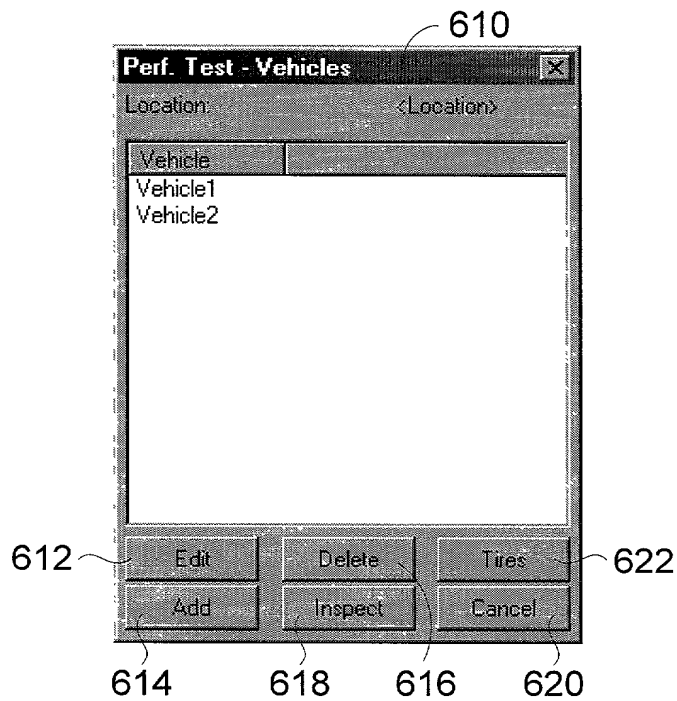 610
Perf. Test - Vehicles
Location: <Location>
Vehicle
Vehicle1
Vehicle2
612 Edit Delete Tires 622
Add Inspect Cancel
614 618 616 620